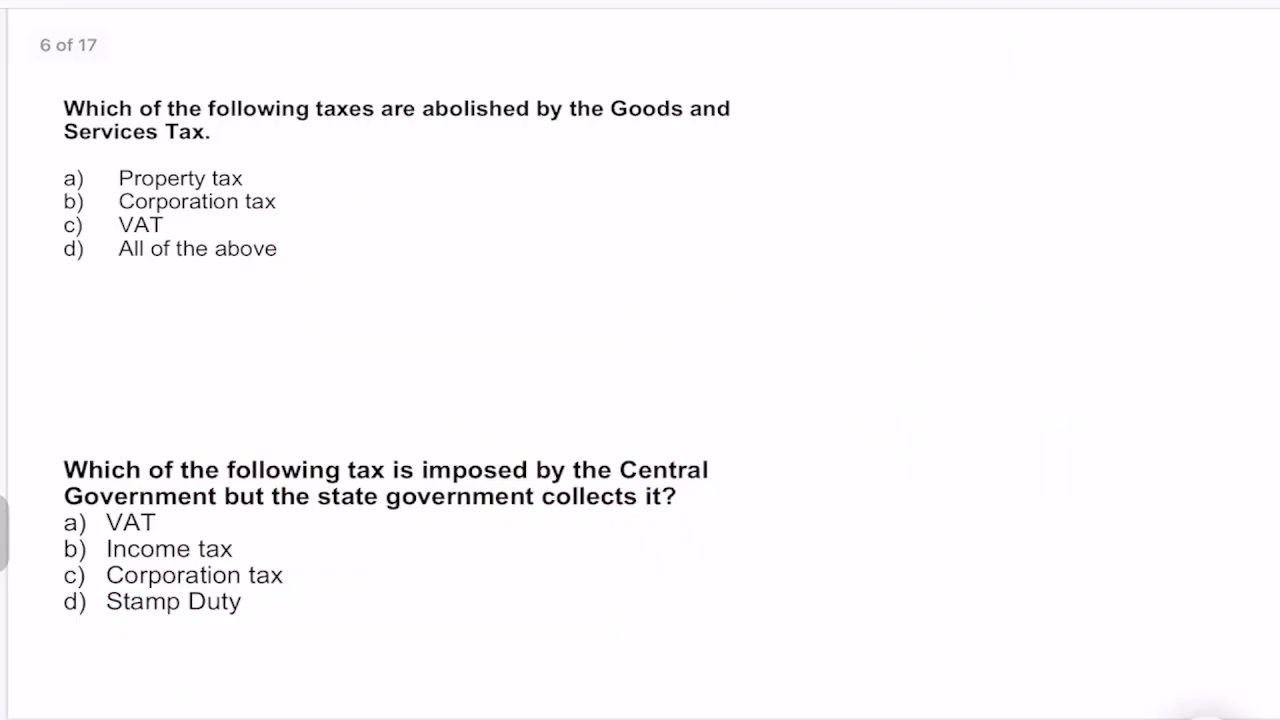 6 of 17
Which of the following taxes are abolished by the Goods and
Services Tax.
a) Property tax
b) Corporation tax
c) VAT
d) All of the above
Which of the following tax is imposed by the Central
Government but the state government collects it?
a) VAT
b) Income tax
c) Corporation tax
d) Stamp Duty